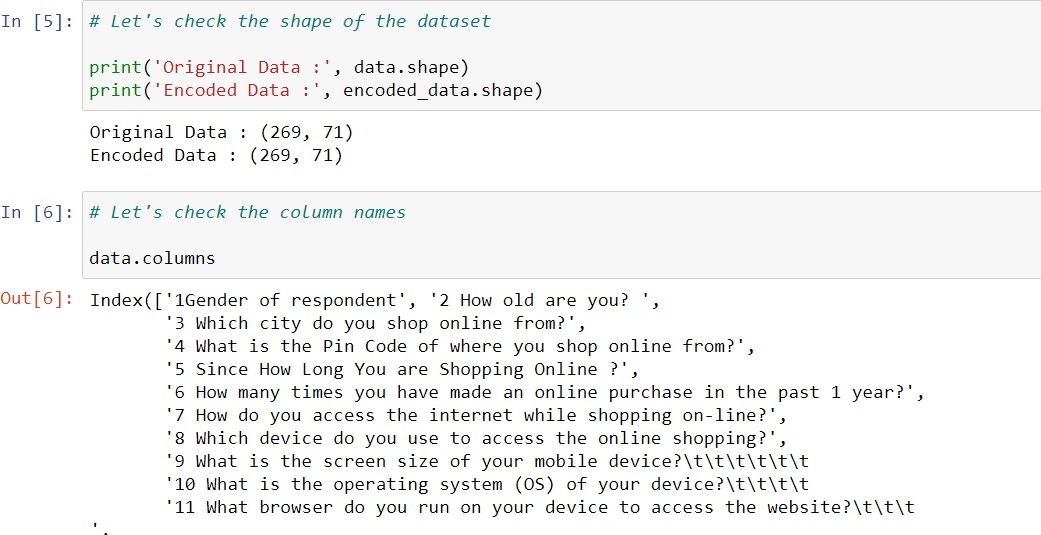 In [5]: # Let's check the shape of the dataset
print('Original Data :', data.shape)
print('Encoded Data :', encoded_data.shape)
Original Data : (269, 71)
Encoded Data : (269, 71)
In [6]: # Let's check the column names
data.columns
Out[6]: Index(['1Gender of respondent', '2 How old are you? ',
'3 Which city do you shop online from?',
'4 What is the Pin Code of where you shop online from?',
'5 Since How Long You are Shopping Online ?',
'6 How many times you have made an online purchase in the past 1 year?',
'7 How do you access the internet while shopping on-line?',
'8 Which device do you use to access the online shopping?',
'9 What is the screen size of your mobile device?\t\t\t\t\t\t
'10 What is the operating system (OS) of your device?\t\t\t\t
'11 What browser do you run on your device to access the website?\t\t\t
',